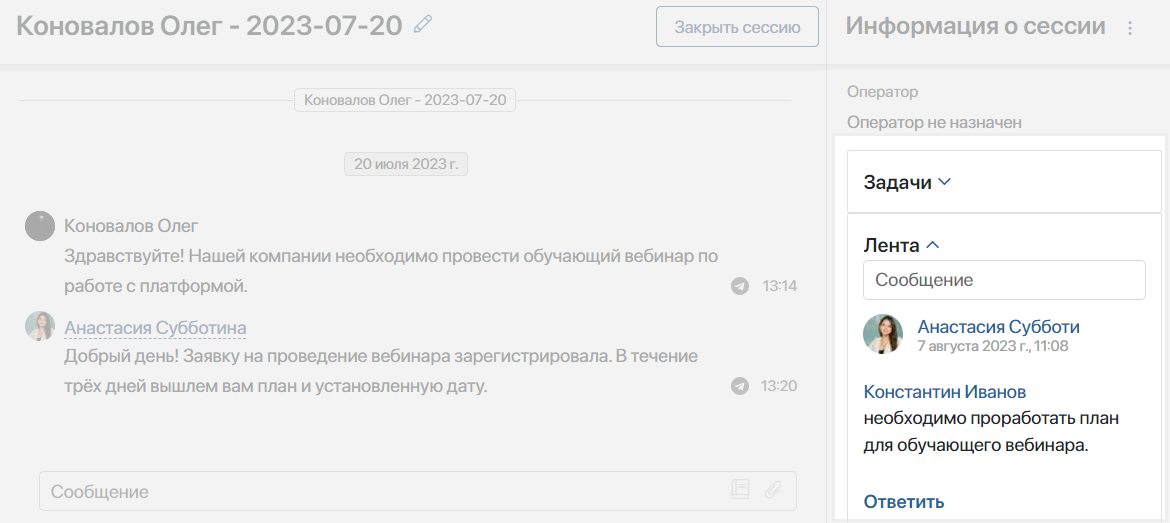 Коновалов Олег - 2023-07-20
Закрыть сессию
Коновалов Олег - 2023-07-20
20 июля 2023 г.
Коновалов Олег
Здравствуйте! Нашей компании необходимо провести обучающий вебинар по
работе с платформой.
13:14
Анастасия Субботина
Добрый день! Заявку на проведение вебинара зарегистрировала. В течение
трёх дней вышлем вам план и установленную дату.
13:20
Сообщение
Информация о сессии
Оператор
Оператор не назначен
Задачи
Лента
Сообщение
Анастасия Субботи
7 августа 2023 г., 11:08
Константин Иванов
необходимо проработать план
для обучающего вебинара.
Ответить